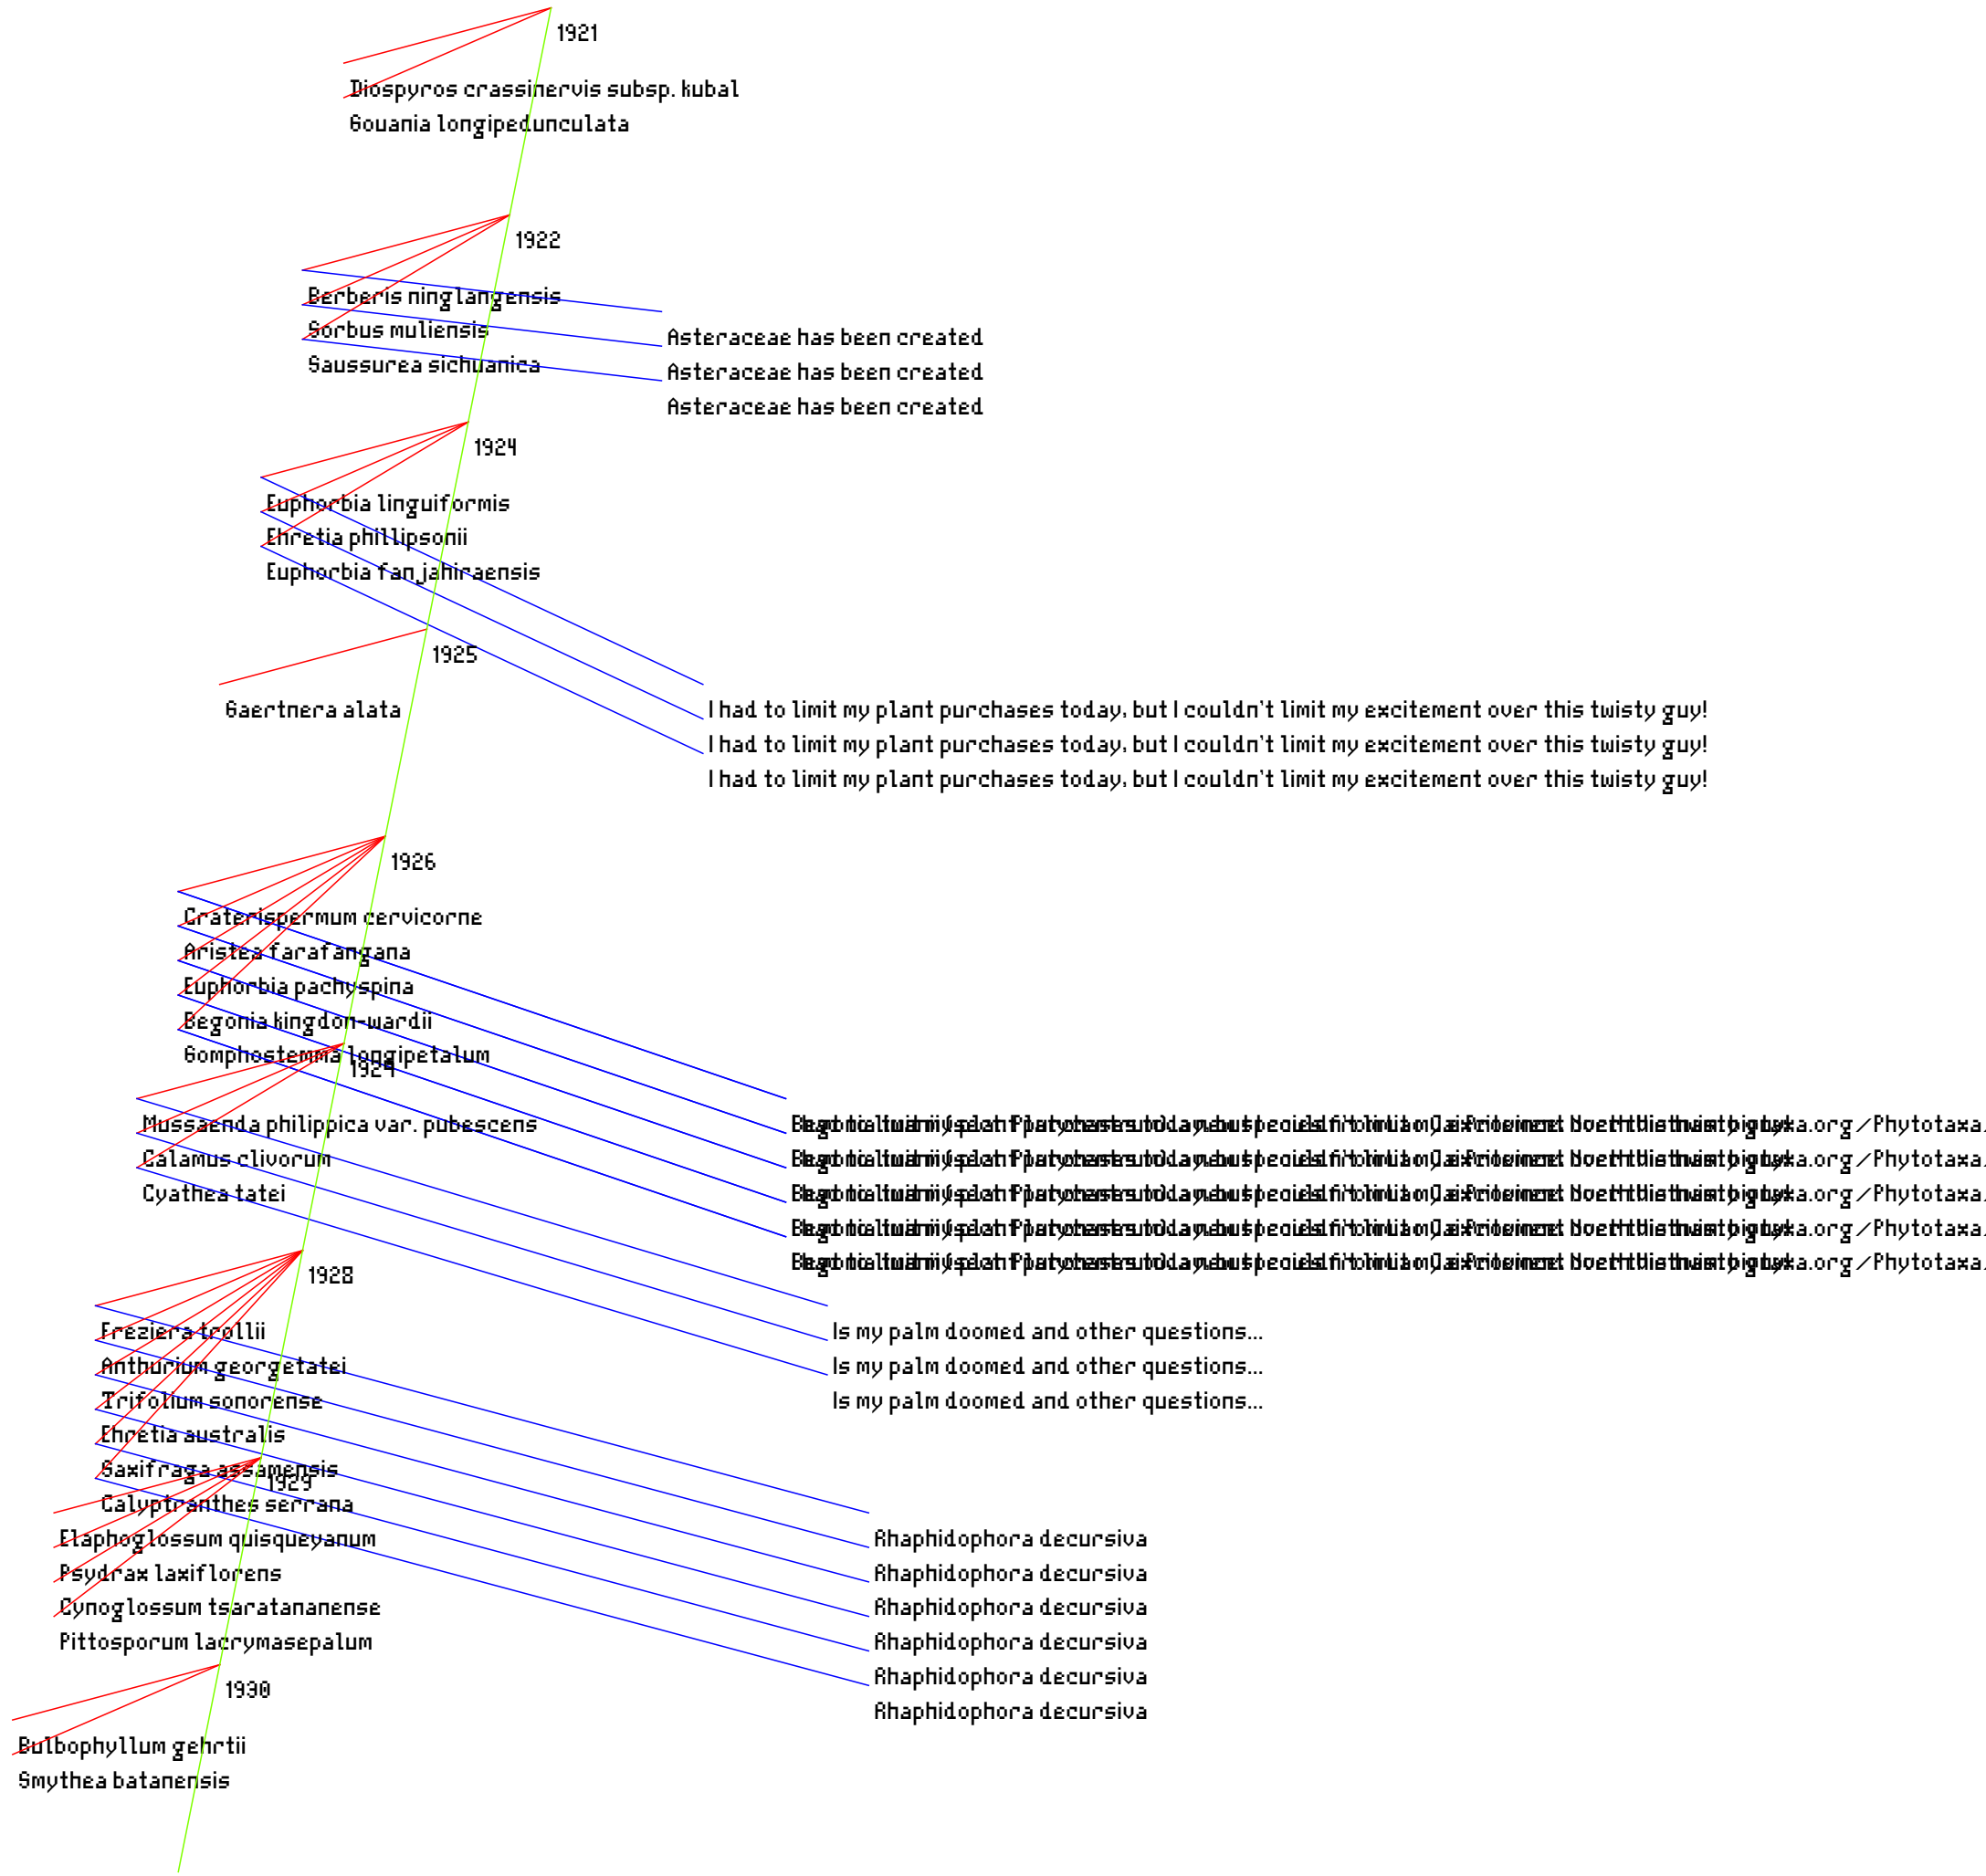 1921
Diospyros crassinervis subsp. kubal
Gouania longipedunculata
1922
Berberis ninglangensis
Sorbus muliensis
Asteraceae has been created
Saussurea sichuanica
Asteraceae has been created
Asteraceae has been created
1924
Euphorbia linguiformis
Ehretia phillipsonii
Euphorbia fanjahiraensis
1925
Gaertnera alata
I had to limit my plant purchases today, but I couldn't limit my excitement over this twisty guy!
I had to limit my plant purchases today, but I couldn't limit my excitement over this twisty guy!
I had to limit my plant purchases today, but I couldn't limit my excitement over this twisty guy!
1926
Craterispermum cervicorne
Aristea farafangana
Euphorbia pachyspina
Begonia kingdon-wardii
Gomphostemma longipetalum
Mussaenda philippica var. pubescens
Calamus clivorum
Cyathea tatei
1928
Freziera trollii
Is my palm doomed and other questions...
Anthurium georgetatei
Is my palm doomed and other questions...
Trifolium sonorense
Is my palm doomed and other questions...
Ehretia australis
Saxifraga assamensis
1929
Calyptranthes serrana
Elaphoglossum quisqueyanum
Rhaphidophora decursiva
Psydrax laxiflorens
Rhaphidophora decursiva
Cynoglossum tsaratananense
Rhaphidophora decursiva
Pittosporum lacrymasepalum
Rhaphidophora decursiva
Rhaphidophora decursiva
1930
Rhaphidophora decursiva
Bulbophyllum gehrtii
Smythea batanensis